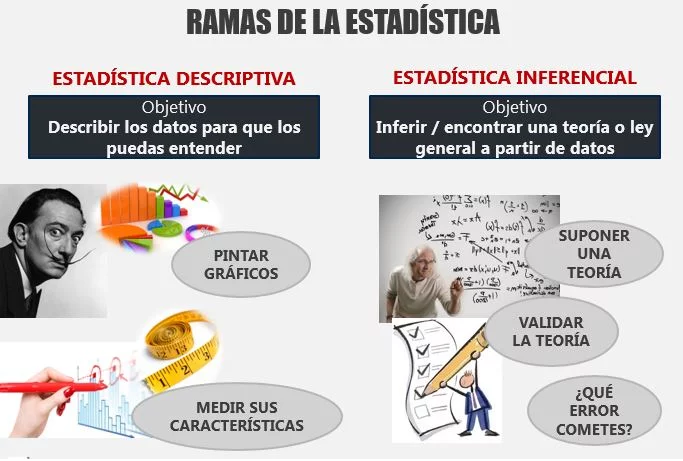 RAMAS DE LA ESTADÍSTICA
ESTADÍSTICA DESCRIPTIVA
Objetivo
Describir los datos para que los
puedas entender
PINTAR
GRÁFICOS
MEDIR SUS
CARACTERÍSTICAS
ESTADÍSTICA INFERENCIAL
Objetivo
Inferir / encontrar una teoría o ley
general a partir de datos
SUPONER
UNA
TEORÍA
VALIDAR
LA TEORÍA
¿QUÉ
ERROR
COMETES?